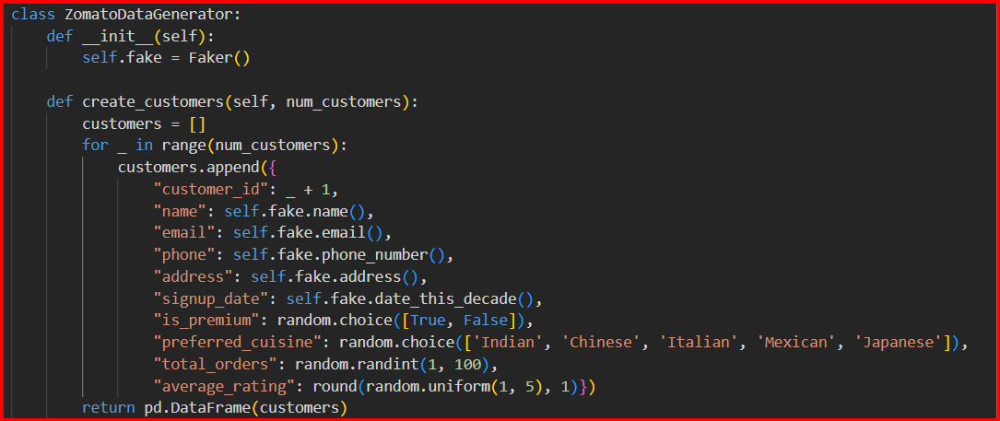 class ZomatoDataGenerator:
    def __init__(self):
        self.fake = Faker()

    def create_customers(self, num_customers):
        customers = []
        for _ in range(num_customers):
            customers.append({
                "customer_id": _ + 1,
                "name": self.fake.name(),
                "email": self.fake.email(),
                "phone": self.fake.phone_number(),
                "address": self.fake.address(),
                "signup_date": self.fake.date_this_decade(),
                "is_premium": random.choice([True, False]),
                "preferred_cuisine": random.choice(['Indian', 'Chinese', 'Italian', 'Mexican', 'Japanese']),
                "total_orders": random.randint(1, 100),
                "average_rating": round(random.uniform(1, 5), 1)})
        return pd.DataFrame(customers)